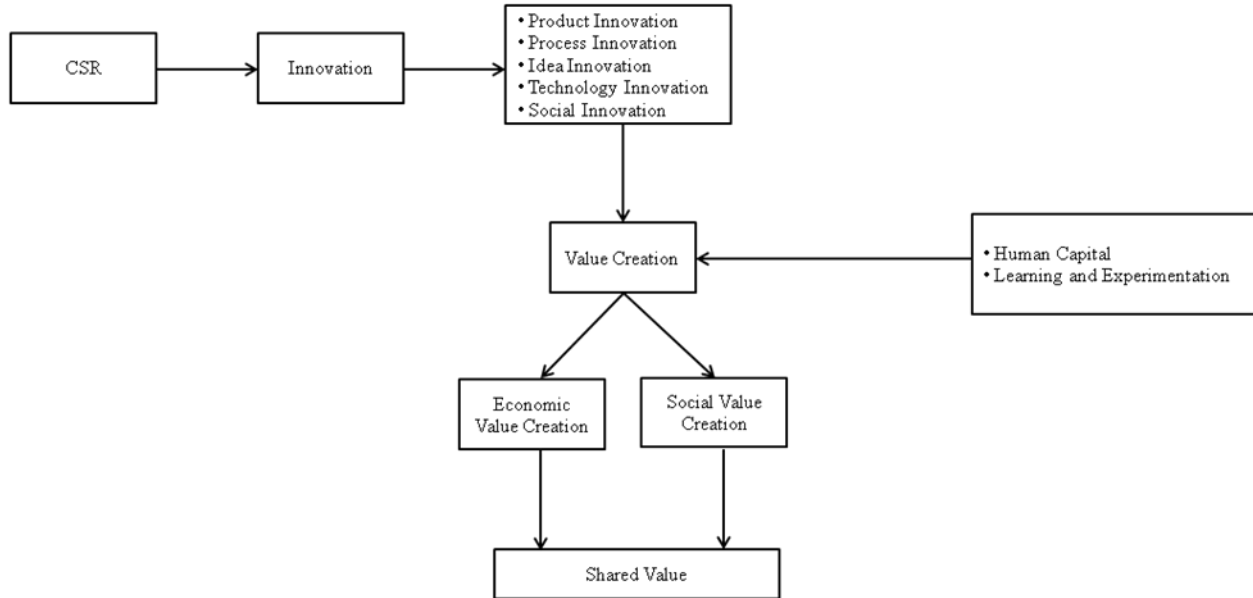 CSR
Innovation
• Product Innovation
• Process Innovation
• Idea Innovation
• Technology Innovation
• Social Innovation
Value Creation
• Human Capital
• Learning and Experimentation
Economic
Value Creation
Social Value
Creation
Shared Value